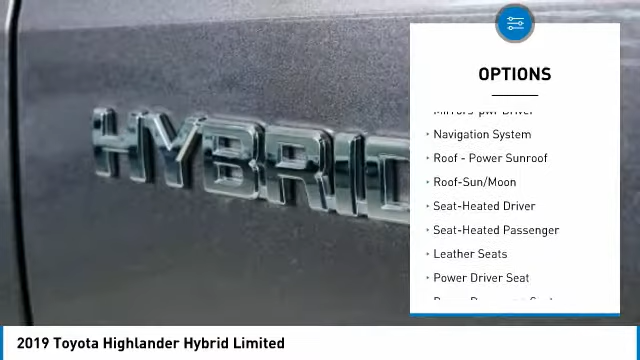 HYBRID
OPTIONS
Navigation System
Roof - Power Sunroof
Roof-Sun/Moon
Seat-Heated Driver
Seat-Heated Passenger
Leather Seats
Power Driver Seat
2019 Toyota Highlander Hybrid Limited